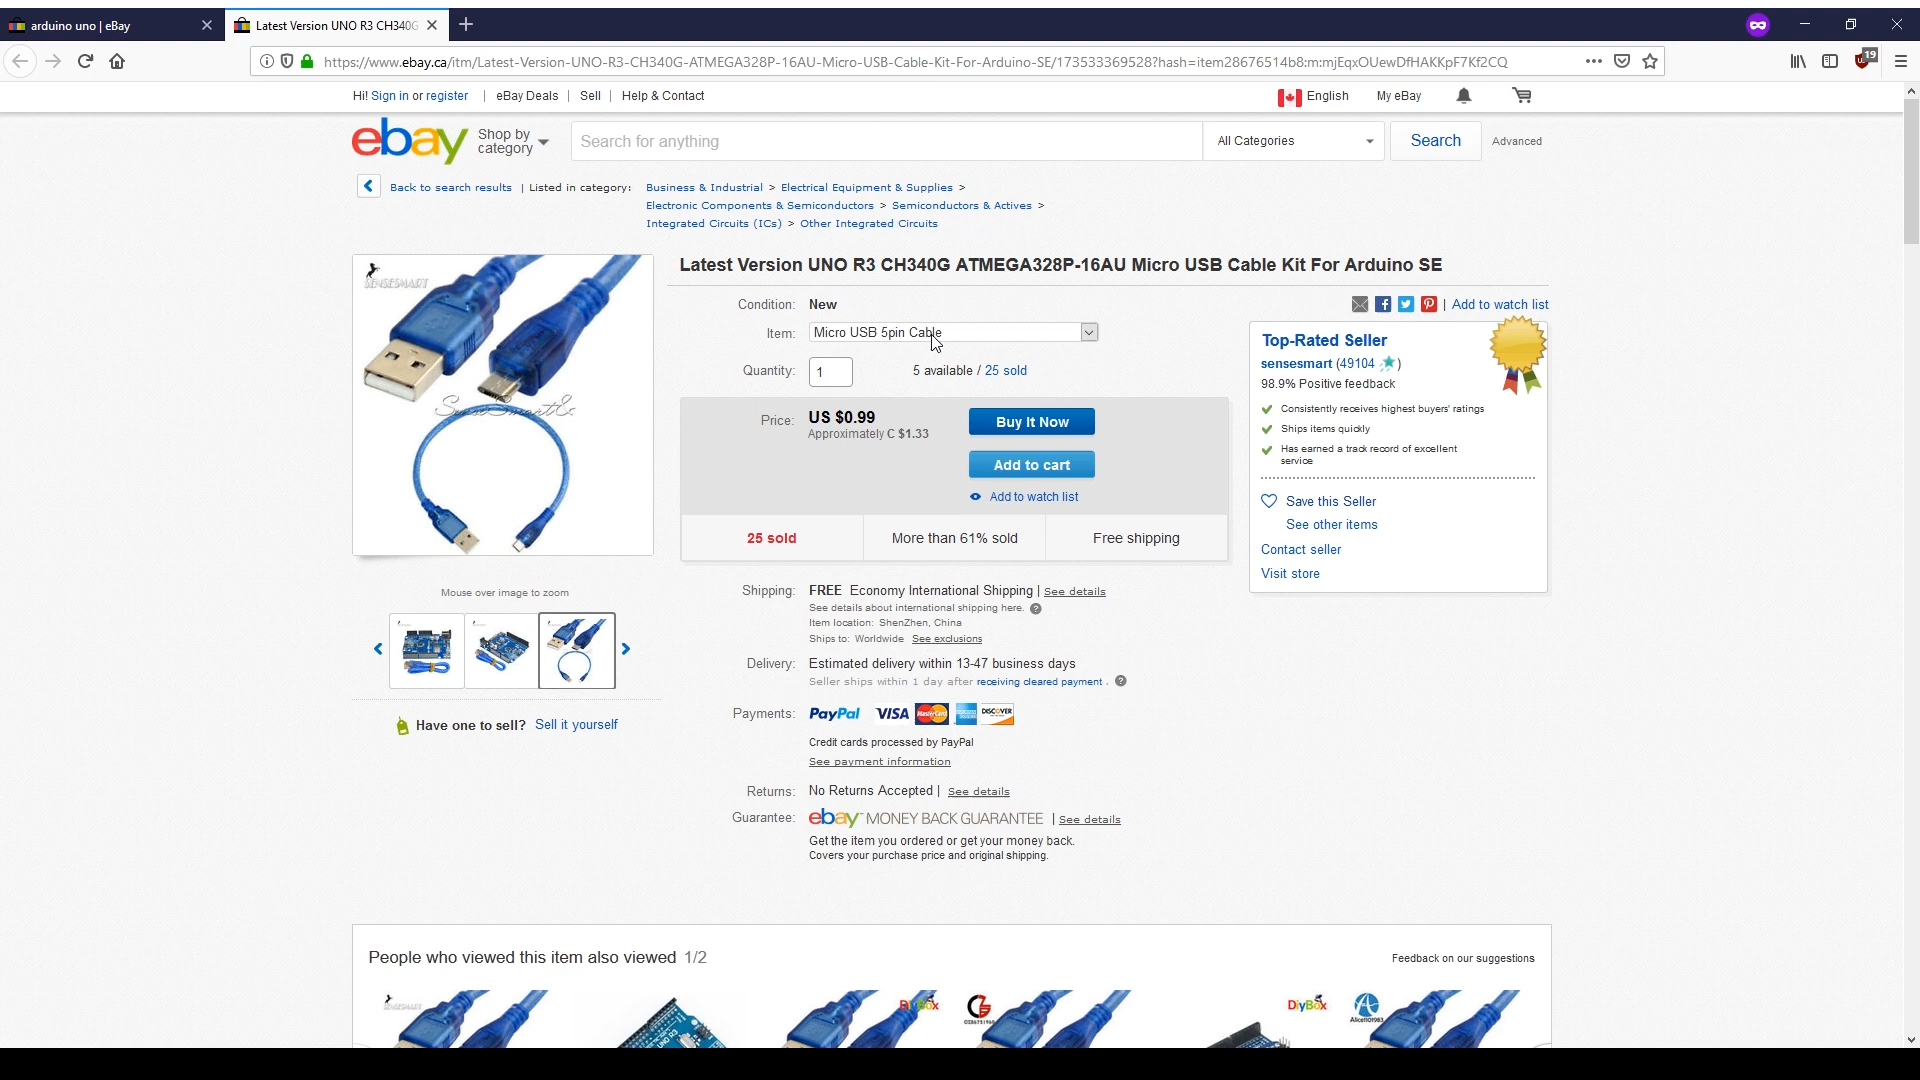 arduino uno | eBay
Latest Version UNO R3 CH340G
https://www.ebay.ca/itm/Latest-Version-UNO-R3-CH340G-ATMEGA328P-16AU-Micro-USB-Cable-Kit-For-Arduino-SE/173533369528?hash=item28676514b8:m:mjEqxOUewDfHAKKpF7Kf2CQ
19
Hi! Sign in or register | eBay Deals | Sell | Help & Contact
English My eBay
ebay Shop by category
Search for anything
All Categories
Search
Advanced
Back to search results | Listed in category:
Business & Industrial > Electrical Equipment & Supplies >
Electronic Components & Semiconductors > Semiconductors & Actives >
Integrated Circuits (ICs) > Other Integrated Circuits
SENSESMART
Latest Version UNO R3 CH340G ATMEGA328P-16AU Micro USB Cable Kit For Arduino SE
Condition: New
| Add to watch list
Item: Micro USB 5pin Cable
Quantity: 1 5 available / 25 sold
Price: US $0.99
Approximately C $1.33
Buy It Now
Add to cart
Add to watch list
25 sold
More than 61% sold
Free shipping
Top-Rated Seller
sensesmart (49104 )
98.9% Positive feedback
Consistently receives highest buyers' ratings
Ships items quickly
Has earned a track record of excellent
service
Save this Seller
See other items
Contact seller
Visit store
Mouse over image to zoom
Have one to sell? Sell it yourself
Shipping: FREE Economy International Shipping | See details
See details about international shipping here. ?
Item location: ShenZhen, China
Ships to: Worldwide See exclusions
Delivery: Estimated delivery within 13-47 business days
Seller ships within 1 day after receiving cleared payment . ?
Payments: PayPal VISA MasterCard DISCOVER
Credit cards processed by PayPal
See payment information
Returns: No Returns Accepted | See details
Guarantee: ebay MONEY BACK GUARANTEE | See details
Get the item you ordered or get your money back.
Covers your purchase price and original shipping.
People who viewed this item also viewed 1/2
Feedback on our suggestions
DiyBox
DiyBox